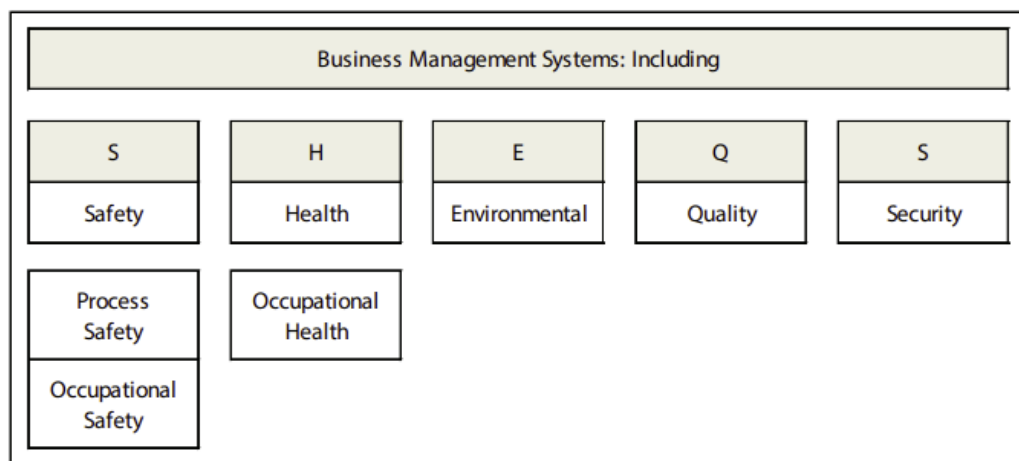 Business Management Systems: Including
S
H
E
Q
S
Safety
Health
Environmental
Quality
Security
Process
Safety
Occupational
Health
Occupational
Safety